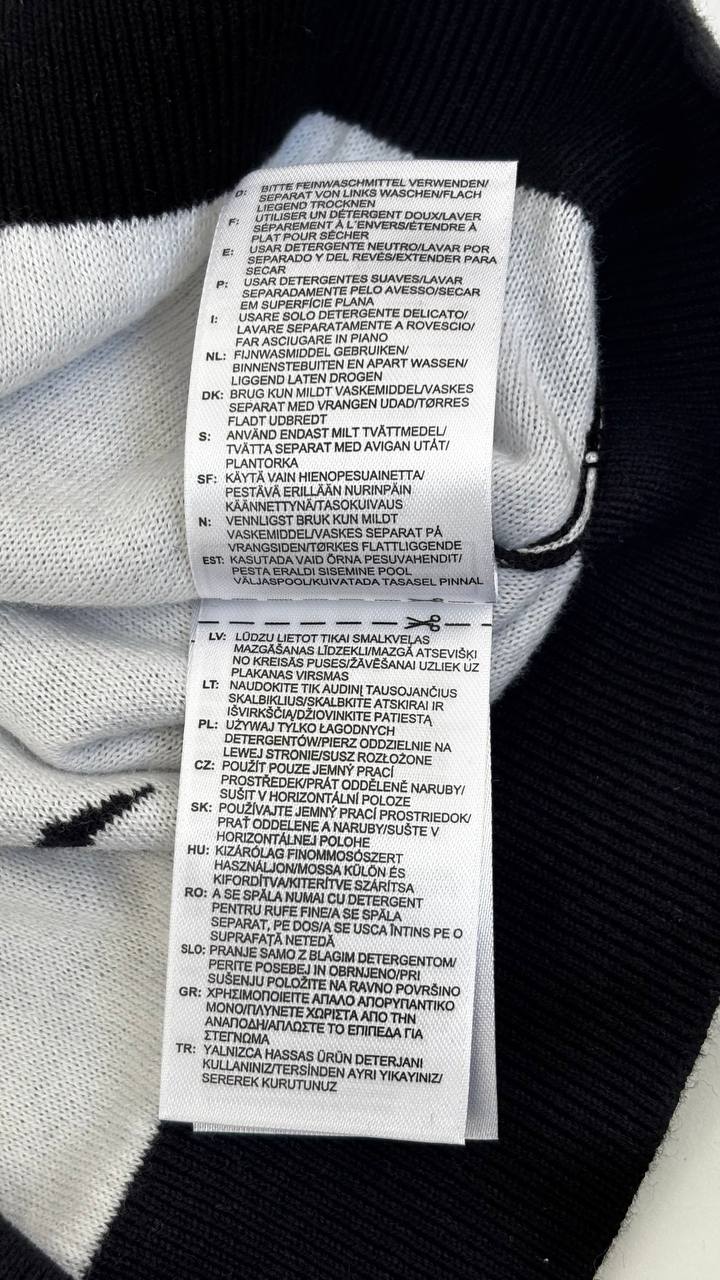 D: BITTE FEINWASCHMITTEL VERWENDEN/
SEPARAT VON LINKS WASCHEN/FLACH
LIEGEND TROCKNEN
F: UTILISER UN DÉTERGENT DOUX/LAVER
SÉPAREMENT À L'ENVERS/ÉTENDRE À
PLAT POUR SÉCHER
E: USAR DETERGENTE NEUTRO/LAVAR POR
SEPARADO Y DEL REVÉS/EXTENDER PARA
SECAR
P: USAR DETERGENTES SUAVES/LAVAR
SEPARADAMENTE PELO AVESSO/SECAR
EM SUPERFÍCIE PLANA
I: USARE SOLO DETERGENTE DELICATO/
LAVARE SEPARATAMENTE A ROVESCIO/
FAR ASCIUGARE IN PIANO
NL: FIJNWASMIDDEL GEBRUIKEN/
BINNENSTEBUITEN EN APART WASSEN/
LIGGEND LATEN DROGEN
DK: BRUG KUN MILDT VASKEMIDDEL/VASKES
SEPARAT MED VRANGEN UDAD/TØRRES
FLADT UDBREDT
S: ANVÄND ENDAST MILT TVÄTTMEDEL/
TVÄTTA SEPARAT MED AVIGAN UTÅT/
PLANTORKA
SF: KÄYTÄ VAIN HIENOPESUAINETTA/
PESTÄVÄ ERILLÄÄN NURINPÄIN
KÄÄNNETTYNÄ/TASOKUIVAUS
N: VENNLIGST BRUK KUN MILDT
VASKEMIDDEL/VASKES SEPARAT PÅ
VRANGSIDEN/TØRKES FLATTLIGGENDE
EST: KASUTADA VAID ÕRNA PESUVAHENDIT/
PESTA ERALDI SISEMINE POOL
VÄLJASPOOL/KUIVATADA TASASEL PINNAL
LV: LŪDZU LIETOT TIKAI SMALKVEĻAS
MAZGĀŠANAS LĪDZEKLI/MAZGĀ ATSEVIŠĶI
NO KREISĀS PUSES/ŽĀVĒŠANAI UZLIEK UZ
PLAKANAS VIRSMAS
LT: NAUDOKITE TIK AUDINĮ TAUSOJANČIUS
SKALBIKLIUS/SKALBKITE ATSKIRAI IR
IŠVIRKŠČIĄ/DŽIOVINKITE PATIESTĄ
PL: UŻYWAJ TYLKO ŁAGODNYCH
DETERGENTÓW/PIERZ ODDZIELNIE NA
LEWEJ STRONIE/SUSZ ROZŁOŻONE
CZ: POUŽÍT POUZE JEMNÝ PRACÍ
PROSTŘEDEK/PRÁT ODDĚLENĚ NARUBY/
SUŠIT V HORIZONTÁLNÍ POLOZE
SK: POUŽÍVAJTE JEMNÝ PRACÍ PROSTRIEDOK/
PRAŤ ODDELENE A NARUBY/SUŠTE V
HORIZONTÁLNEJ POLOHE
HU: KIZÁRÓLAG FINOMMOSÓSZERT
HASZNÁLJON/MOSSA KÜLÖN ÉS
KIFORDÍTVA/KITERÍTVE SZÁRÍTSA
RO: A SE SPĂLA NUMAI CU DETERGENT
PENTRU RUFE FINE/A SE SPĂLA
SEPARAT, PE DOS/A SE USCA ÎNTINS PE O
SUPRAFAȚĂ NETEDĂ
SLO: PRANJE SAMO Z BLAGIM DETERGENTOM/
PERITE POSEBEJ IN OBRNJENO/PRI
SUŠENJU POLOŽITE NA RAVNO POVRŠINO
GR: ΧΡΗΣΙΜΟΠΟΙΕΙΤΕ ΑΠΑΛΟ ΑΠΟΡΥΠΑΝΤΙΚΟ
ΜΟΝΟ/ΠΛΥΝΕΤΕ ΧΩΡΙΣΤΑ ΑΠΟ ΤΗΝ
ΑΝΑΠΟΔΗ/ΑΠΛΩΣΤΕ ΤΟ ΕΠΙΠΕΔΑ ΓΙΑ
ΣΤΕΓΝΩΜΑ
TR: YALNIZCA HASSAS ÜRÜN DETERJANI
KULLANINIZ/TERSİNDEN AYRI YIKAYINIZ/
SEREREK KURUTUNUZ